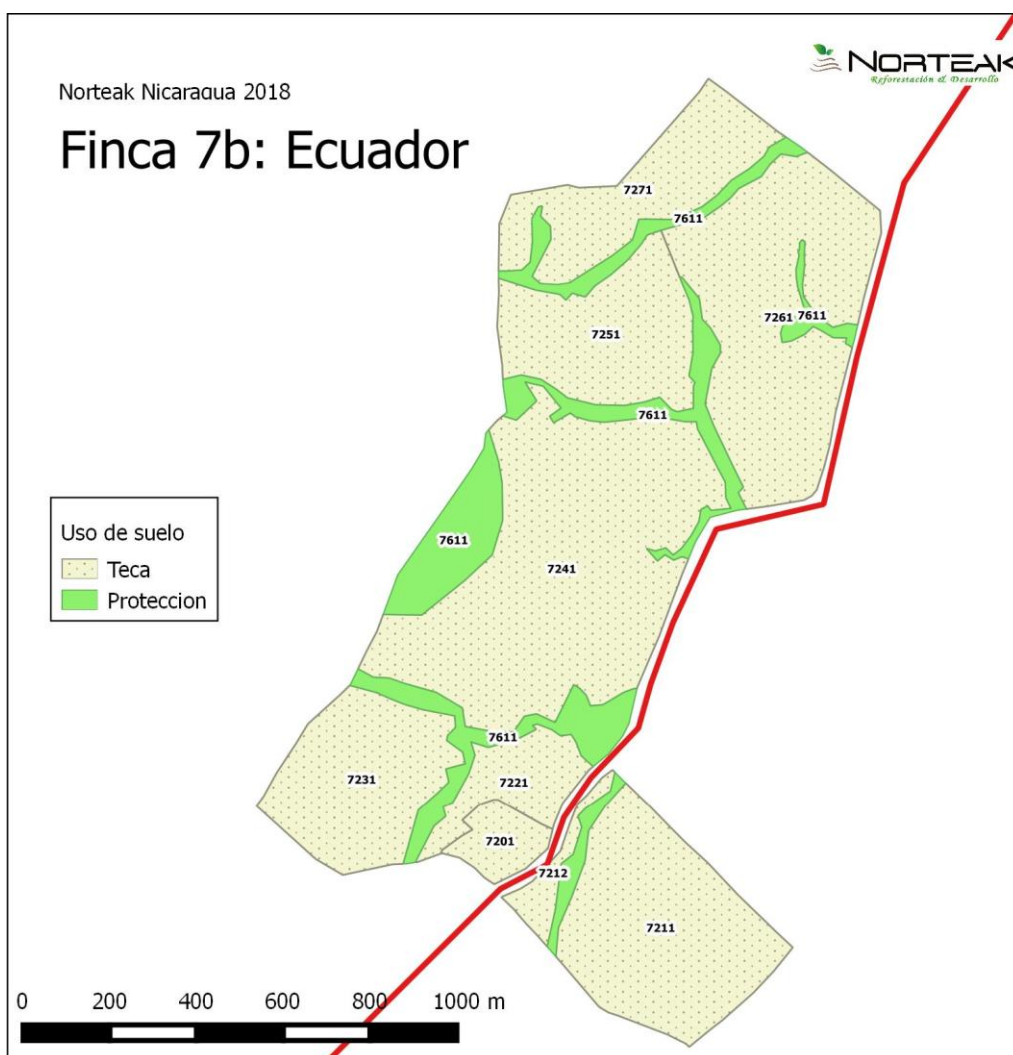 NORTEAK
Reforestación & Desarrollo
Norteak Nicaragua 2018
Finca 7b: Ecuador
7271
7611
7251
7261
7611
7611
7611
7241
Uso de suelo
Teca
Proteccion
7611
7231
7221
7201
7212
7211
0 200 400 600 800 1000 m